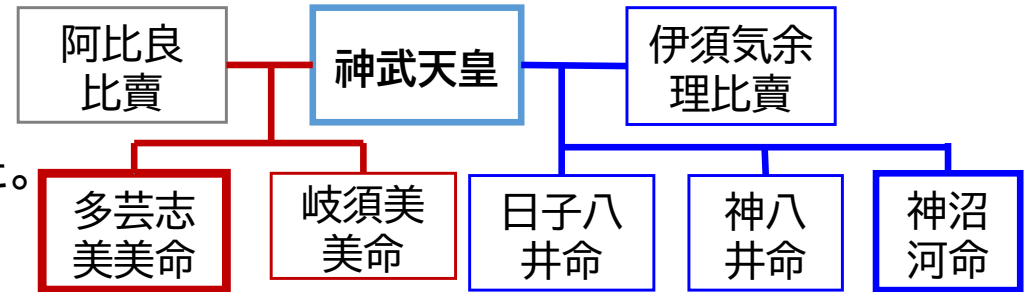 阿比良
比賣
神武天皇
伊須気余
理比賣
た。
多芸志
美美命
岐須美
美命
日子八
井命
神八
井命
神沼
河命